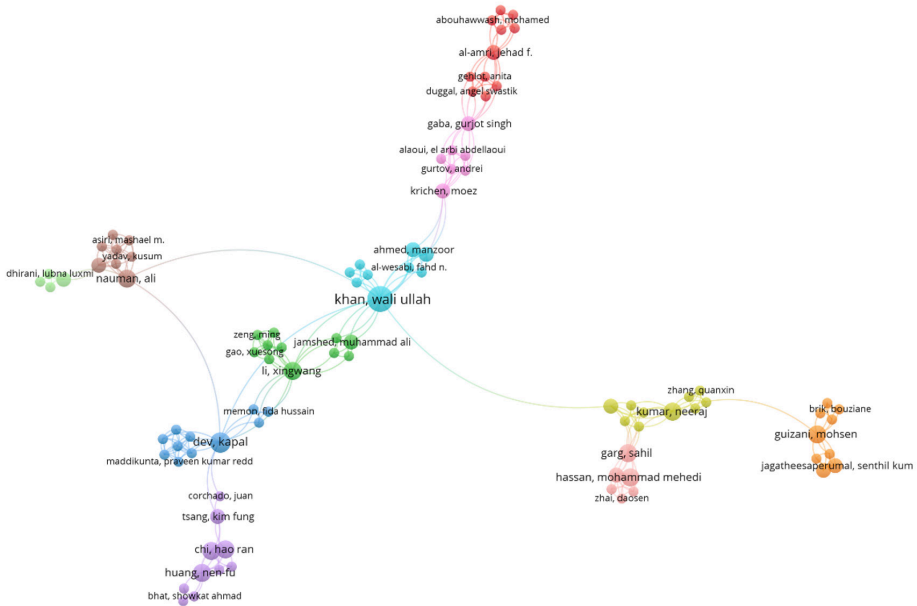 abouhawwash, mohamed
al-amri, jehad f.
gehlot, anita
duggal, angel swastik
gaba, gurjot singh
alaoui, el arbi abdellaoui
gurtov, andrei
krichen, moez
asiri, mashael m.
yadav, kusum
dhirani, lubna luxmi
nauman, ali
ahmed, manzoor
al-wesabi, fahd n.
khan, wali ullah
zeng, ming
jamshed, muhammad ali
gao, xuesong
li, xingwang
memon, fida hussain
dev, kapal
maddikunta, praveen kumar redd
zhang, quanxin
kumar, neeraj
brik, bouziane
guizani, mohsen
garg, sahil
jagatheesaperumal, senthil kum
hassan, mohammad mehedi
zhai, daosen
corchado, juan
tsang, kim fung
chi, hao ran
huang, nen-fu
bhat, showkat ahmad